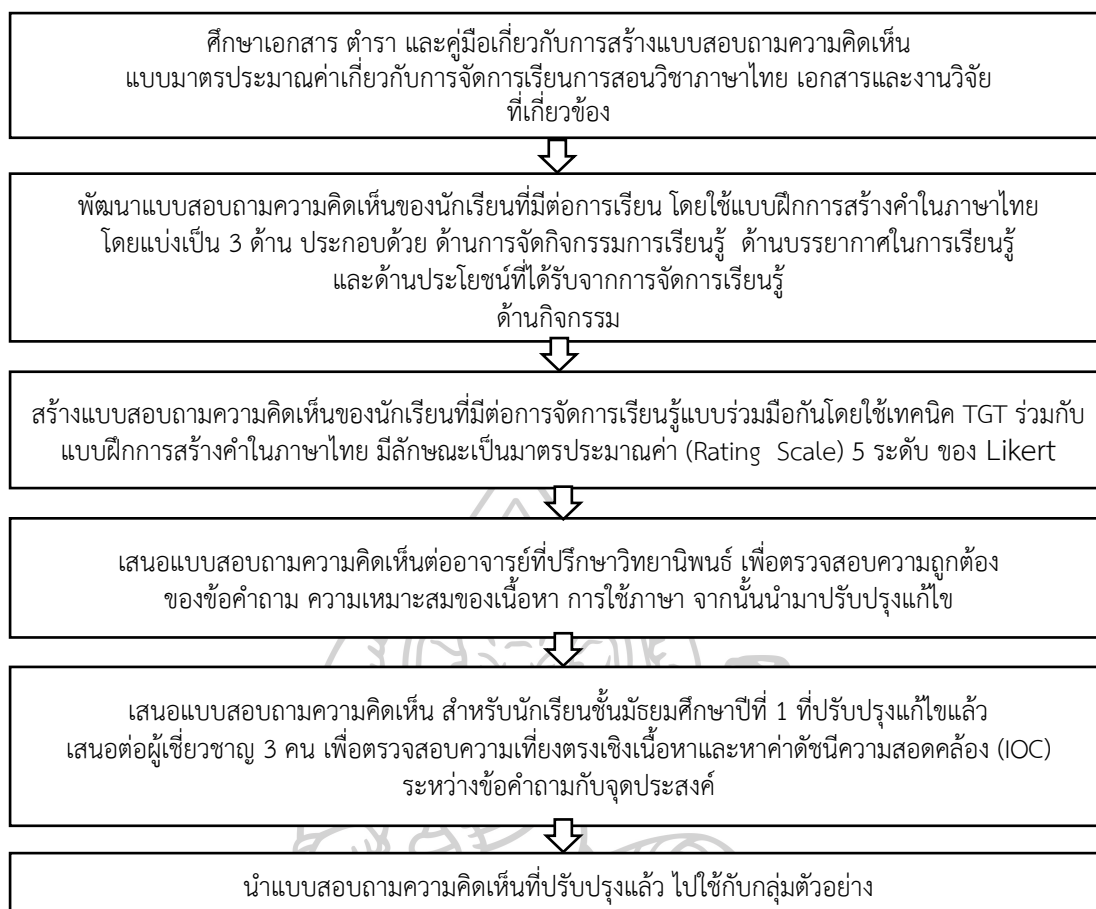 ศึกษาเอกสาร ตำรา และคู่มือเกี่ยวกับการสร้างแบบสอบถามความคิดเห็น
แบบมาตรประมาณค่าเกี่ยวกับการจัดการเรียนการสอนวิชาภาษาไทย เอกสารและงานวิจัย
ที่เกี่ยวข้อง
พัฒนาแบบสอบถามความคิดเห็นของนักเรียนที่มีต่อการเรียน โดยใช้แบบฝึกการสร้างคำในภาษาไทย
โดยแบ่งเป็น 3 ด้าน ประกอบด้วย ด้านการจัดกิจกรรมการเรียนรู้ ด้านบรรยากาศในการเรียนรู้
และด้านประโยชน์ที่ได้รับจากการจัดการเรียนรู้
ด้านกิจกรรม
สร้างแบบสอบถามความคิดเห็นของนักเรียนที่มีต่อการจัดการเรียนรู้แบบร่วมมือกันโดยใช้เทคนิค TGT ร่วมกับ
แบบฝึกการสร้างคำในภาษาไทย มีลักษณะเป็นมาตรประมาณค่า (Rating Scale) 5 ระดับ ของ Likert
เสนอแบบสอบถามความคิดเห็นต่ออาจารย์ที่ปรึกษาวิทยานิพนธ์ เพื่อตรวจสอบความถูกต้อง
ของข้อคำถาม ความเหมาะสมของเนื้อหา การใช้ภาษา จากนั้นนำมาปรับปรุงแก้ไข
เสนอแบบสอบถามความคิดเห็น สำหรับนักเรียนชั้นมัธยมศึกษาปีที่ 1 ที่ปรับปรุงแก้ไขแล้ว
เสนอต่อผู้เชี่ยวชาญ 3 คน เพื่อตรวจสอบความเที่ยงตรงเชิงเนื้อหาและหาค่าดัชนีความสอดคล้อง (IOC)
ระหว่างข้อคำถามกับจุดประสงค์
นำแบบสอบถามความคิดเห็นที่ปรับปรุงแล้ว ไปใช้กับกลุ่มตัวอย่าง